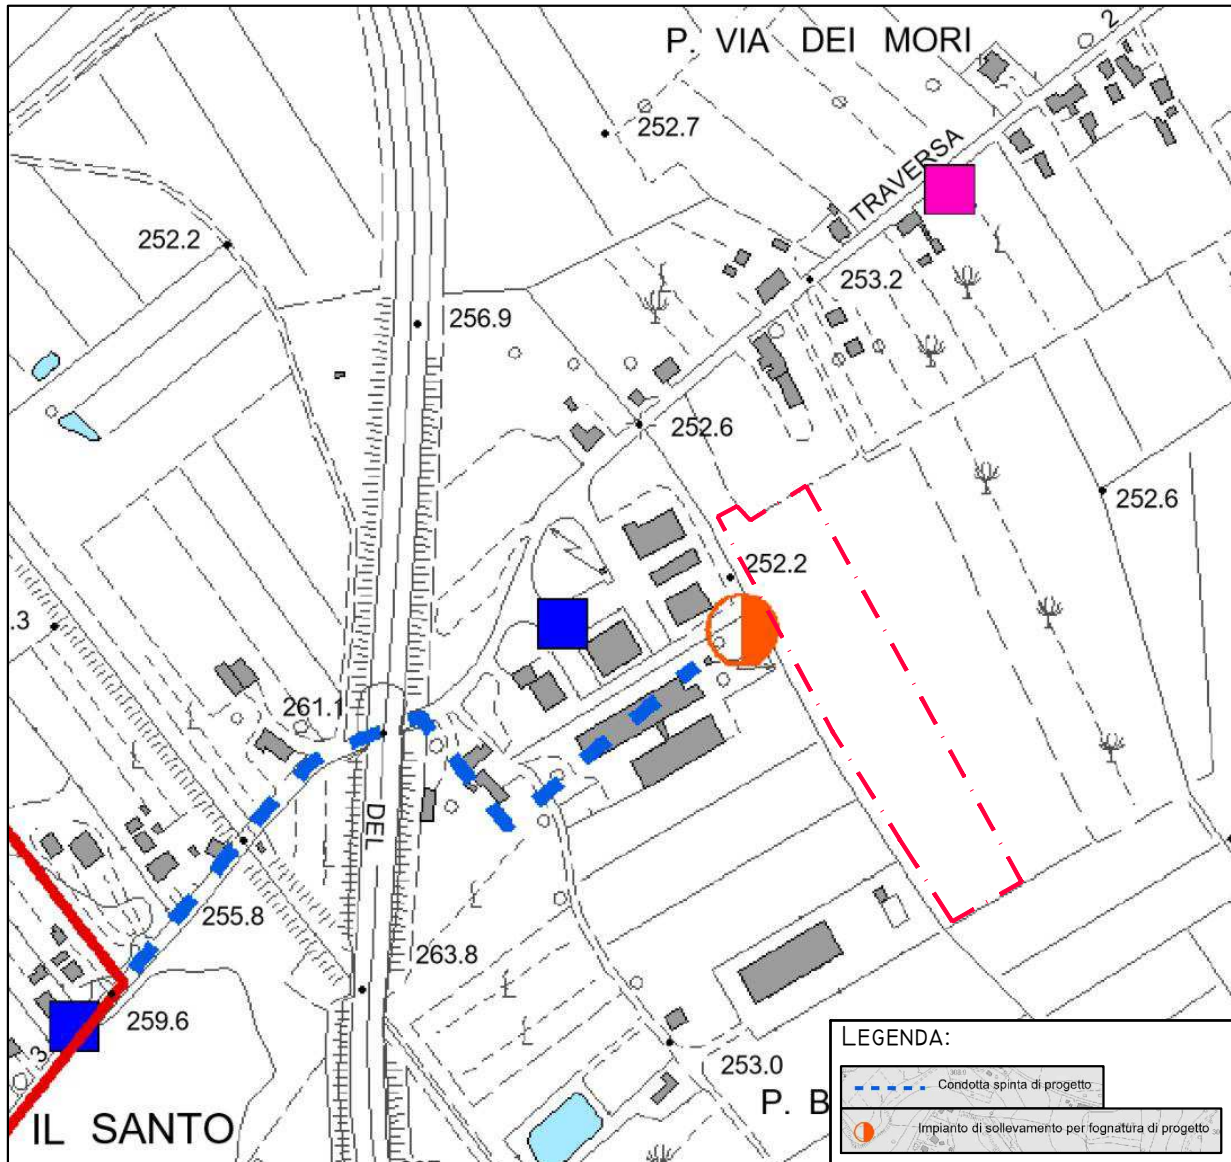 P. VIA DEI MORI
2
252.7
TRAVERSA
252.2
253.2
256.9
252.6
252.6
252.2
.3
261.1
DEL
255.8
263.8
259.6
3
253.0
P. B
IL SANTO
LEGENDA:
Condotta spinta di progetto
Impianto di sollevamento per fognatura di progetto